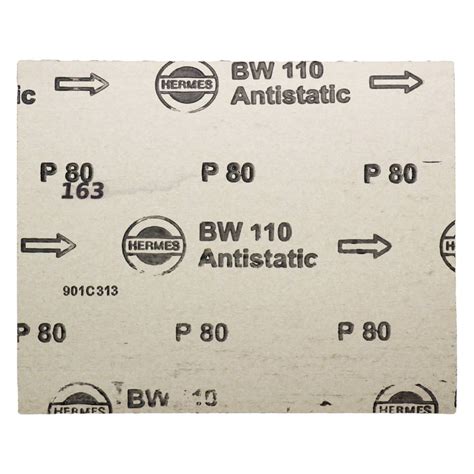 ic HERMES BW 110
Antistatic
P 80 P 80 P 80
163
HERMES BW 110
Antistatic
901C313
P 80 P 80 P 80
HERMES BW 110 HERMES